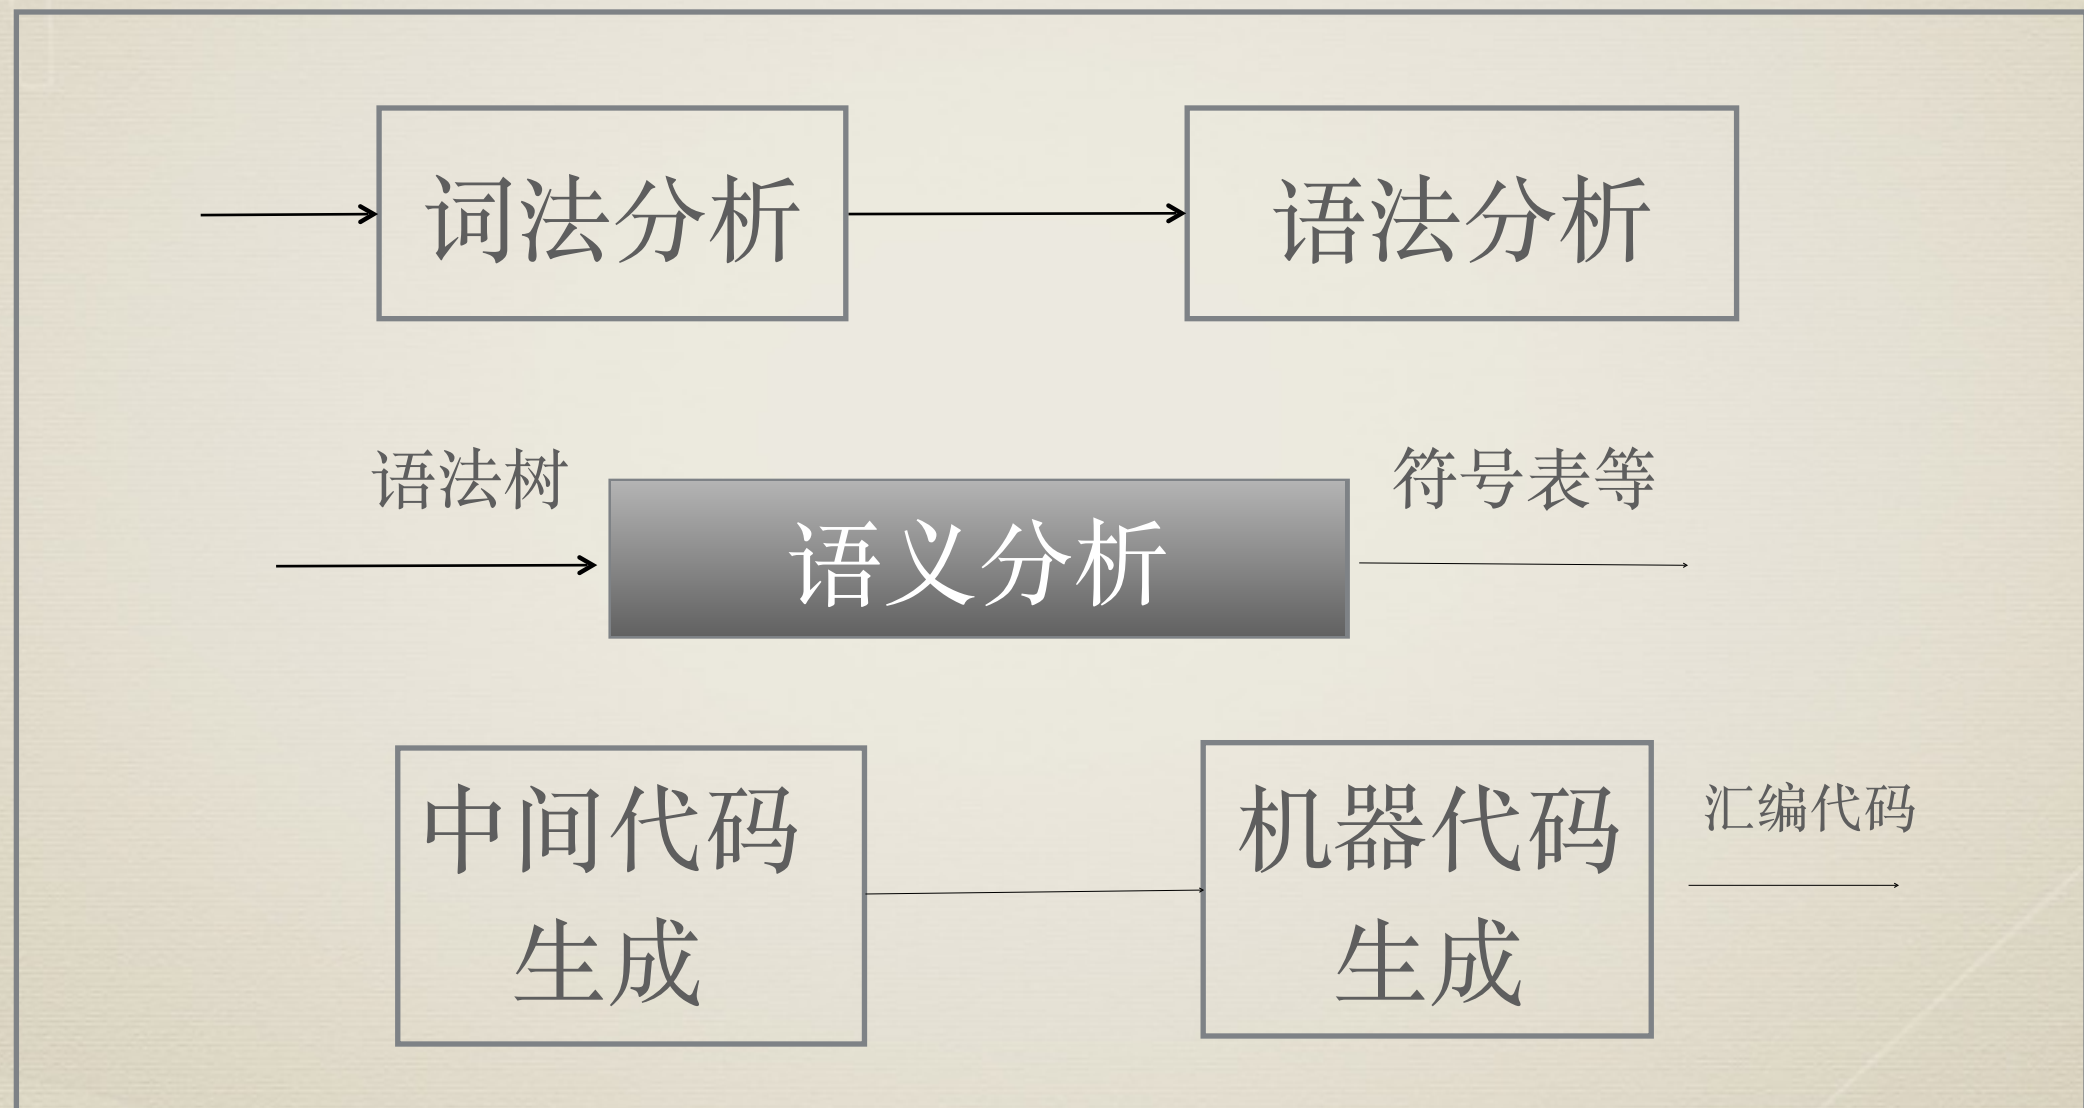 词法分析
语法分析
语法树
语义分析
符号表等
中间代码
生成
机器代码
生成
汇编代码